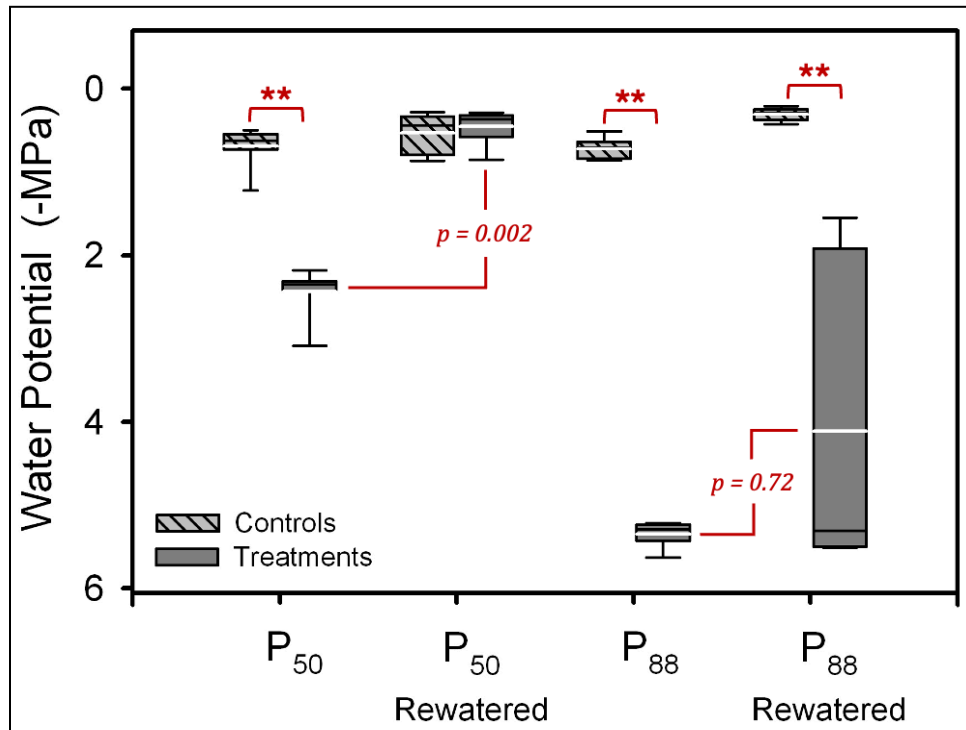 Water Potential (-MPa)
0
2
4
6
**
**
**
p = 0.002
p = 0.72
Controls
Treatments
P50
P50
P88
P88
Rewatered
Rewatered